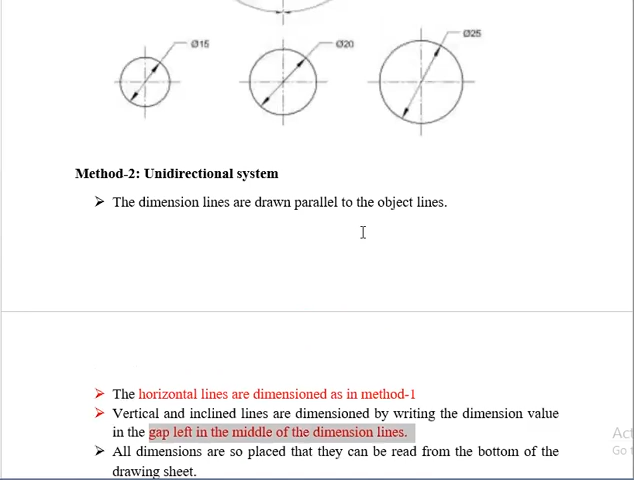 Ø15 Ø20 Ø25
Method-2: Unidirectional system
➢ The dimension lines are drawn parallel to the object lines.
➢ The horizontal lines are dimensioned as in method-1
➢ Vertical and inclined lines are dimensioned by writing the dimension value
in the gap left in the middle of the dimension lines.
➢ All dimensions are so placed that they can be read from the bottom of the
drawing sheet.